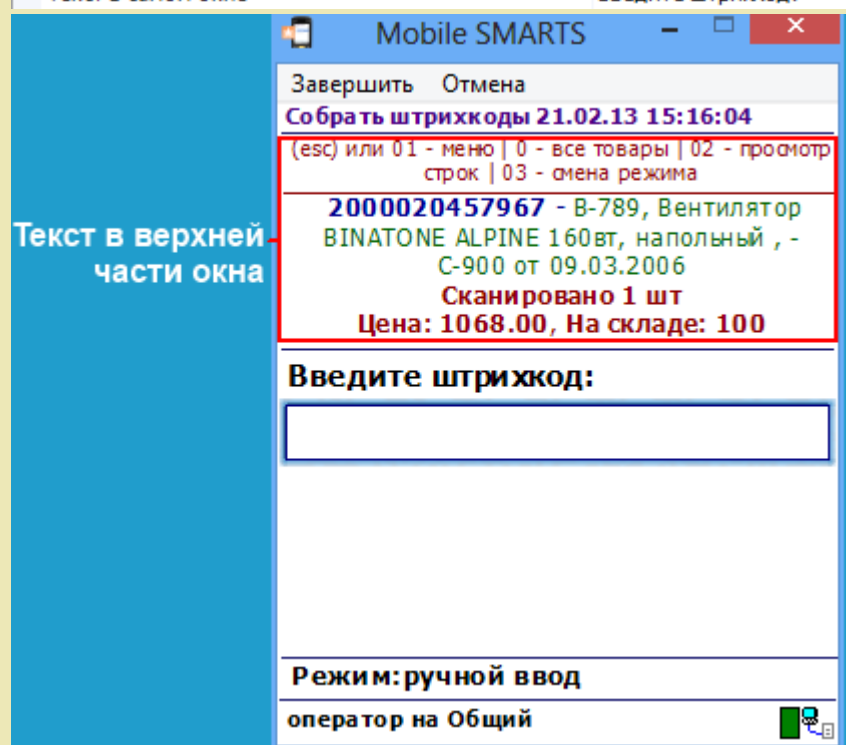 Mobile SMARTS
Завершить Отмена
Собрать штрихкоды 21.02.13 15:16:04
(esc) или 01 - меню | 0 - все товары | 02 - просмотр
строк | 03 - смена режима
2000020457967 - В-789, Вентилятор
BINATONE ALPINE 160вт, напольный , -
С-900 от 09.03.2006
Сканировано 1 шт
Цена: 1068.00, На складе: 100
Текст в верхней
части окна
Введите штрихкод:
Режим:ручной ввод
оператор на Общий